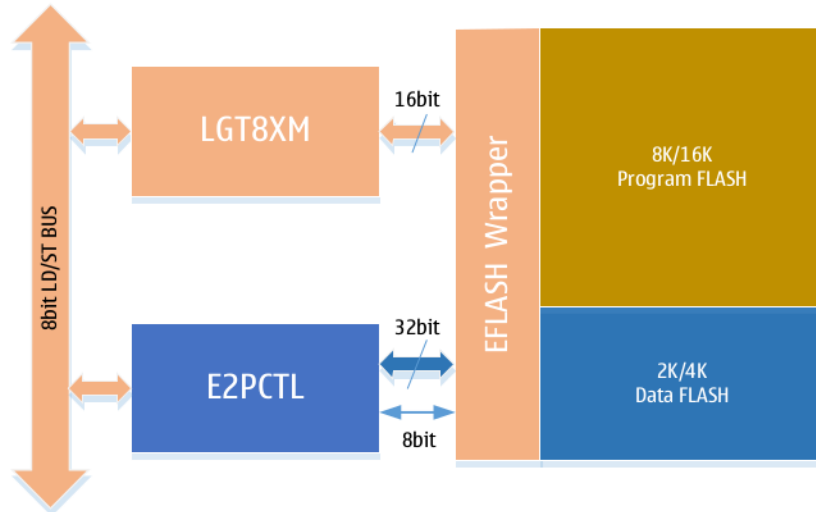 8bit LD/ST BUS
LGT8XM
16bit
EFLASH Wrapper
8K/16K
Program FLASH
E2PCTL
32bit
8bit
2K/4K
Data FLASH